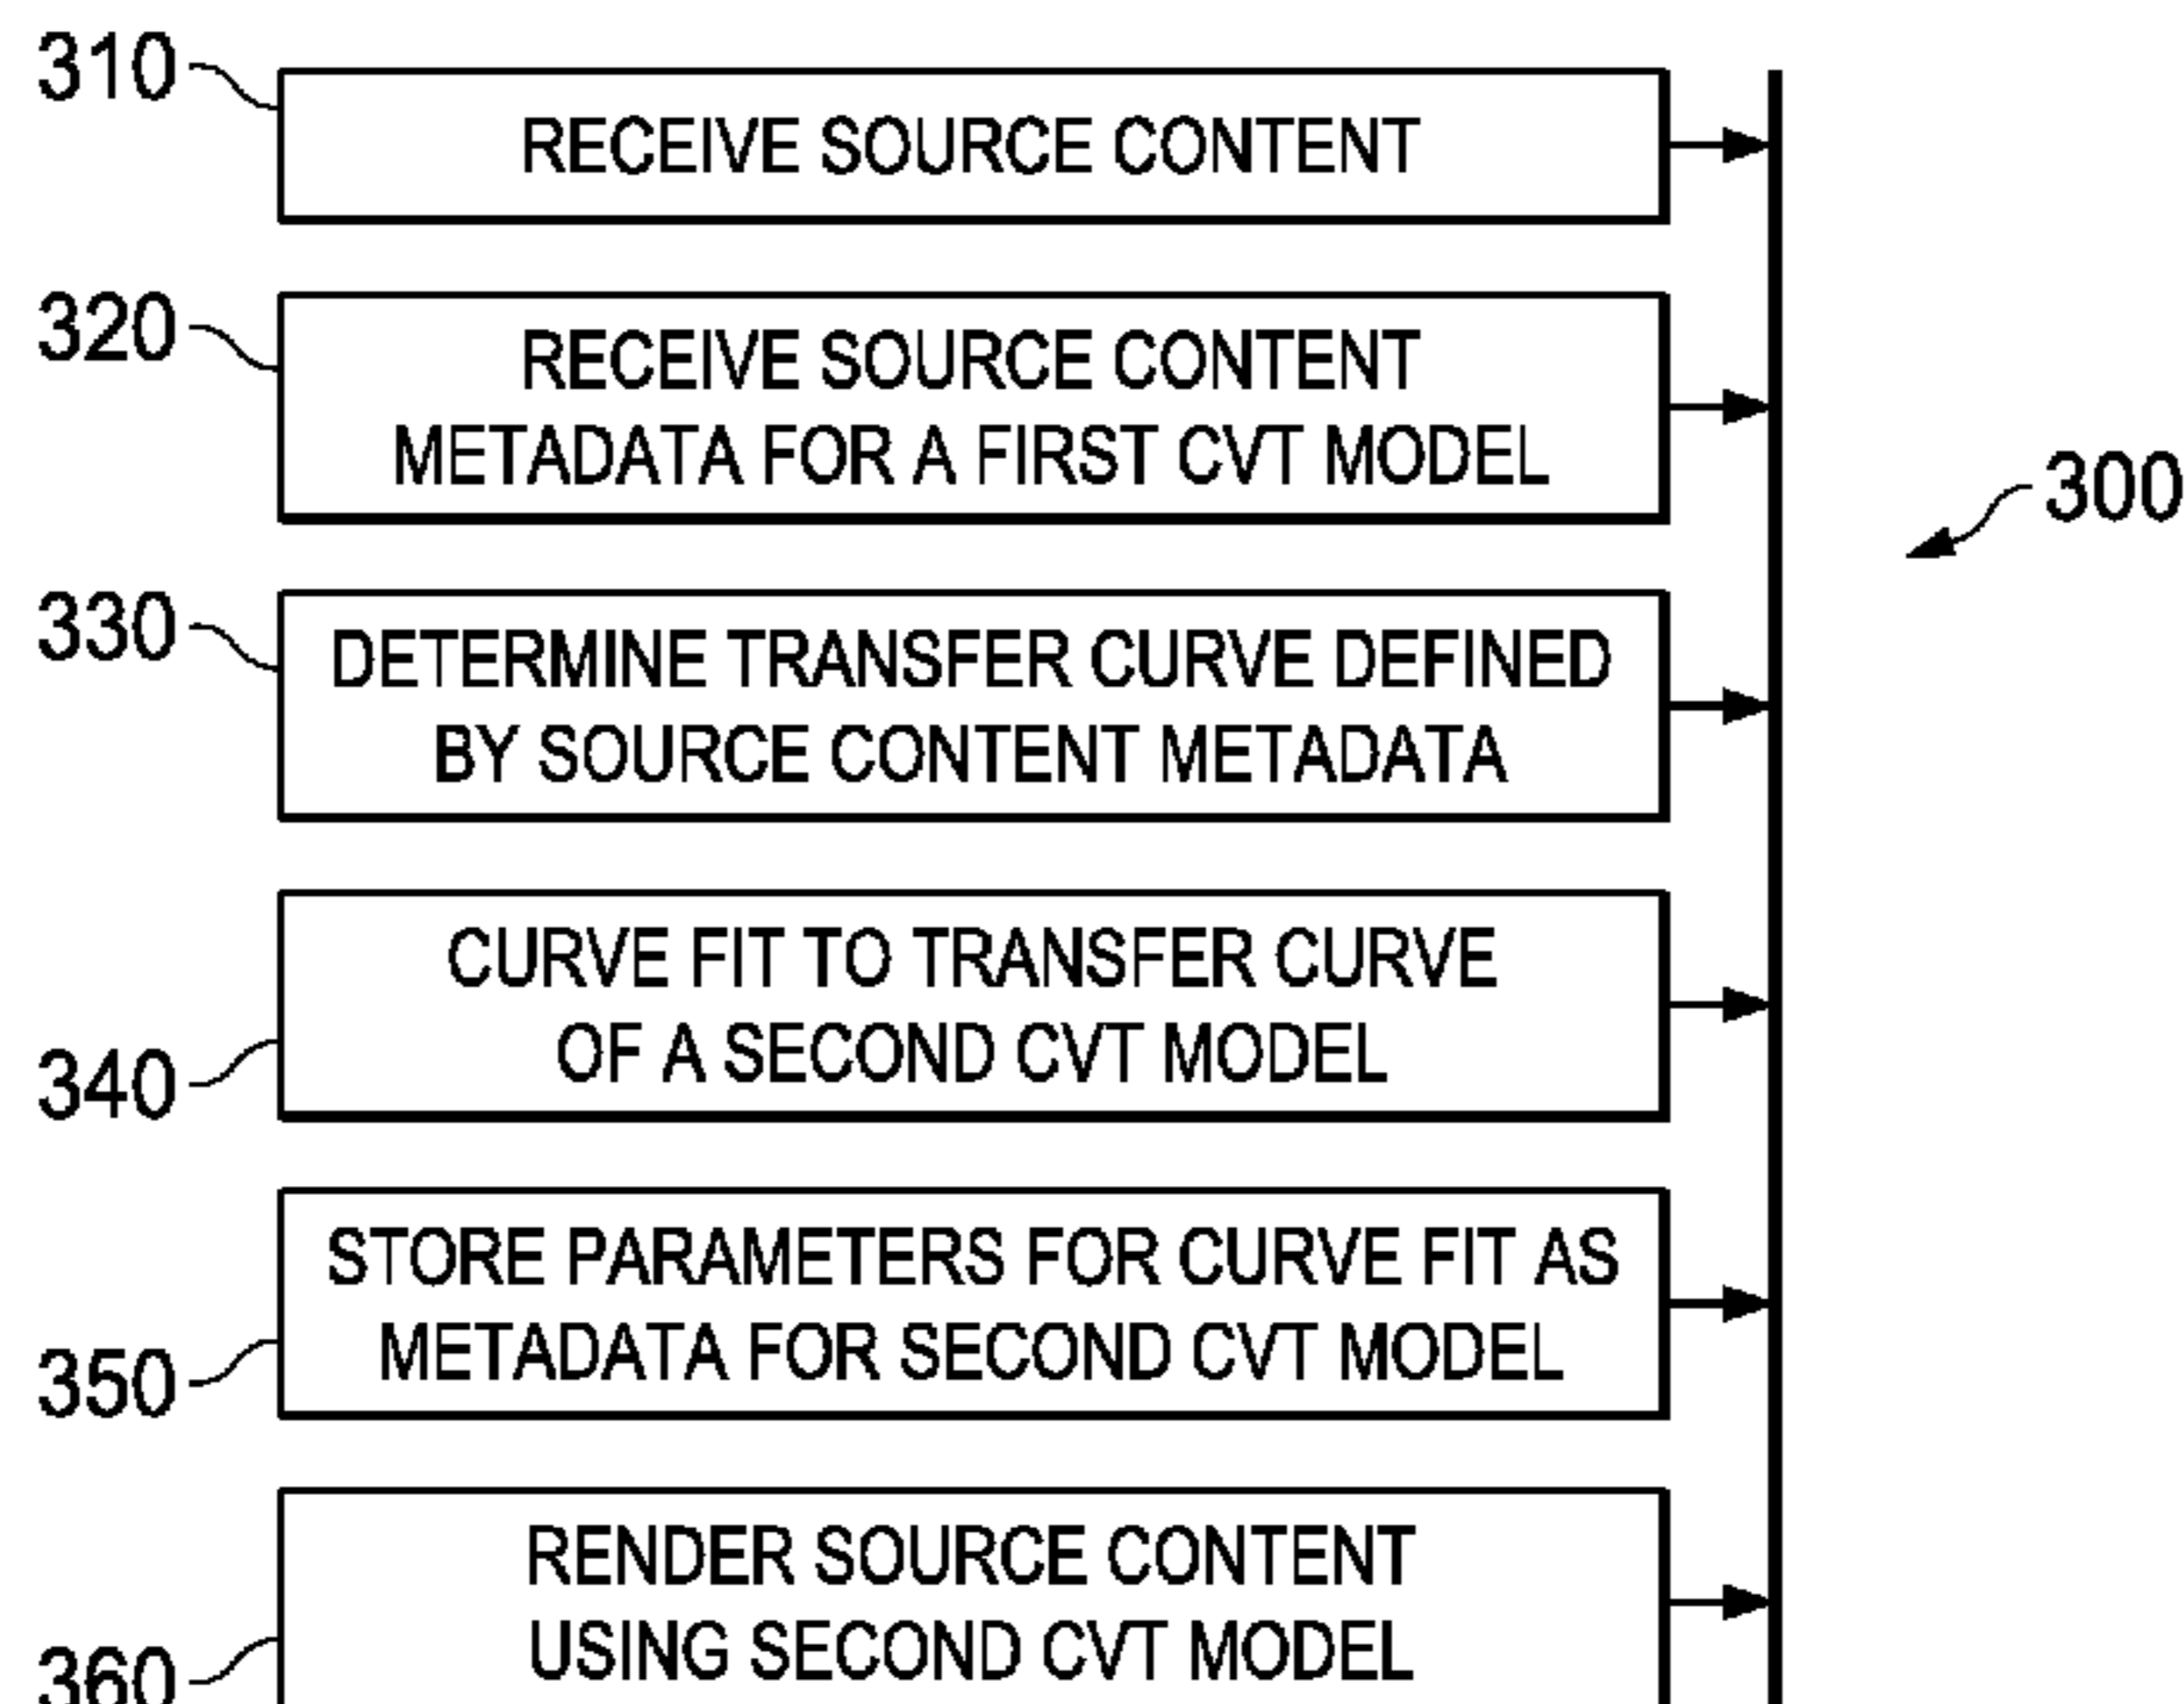 310
RECEIVE SOURCE CONTENT
320
RECEIVE SOURCE CONTENT
METADATA FOR A FIRST CVT MODEL
300
330
DETERMINE TRANSFER CURVE DEFINED
BY SOURCE CONTENT METADATA
340
CURVE FIT TO TRANSFER CURVE
OF A SECOND CVT MODEL
350
STORE PARAMETERS FOR CURVE FIT AS
METADATA FOR SECOND CVT MODEL
360
RENDER SOURCE CONTENT
USING SECOND CVT MODEL